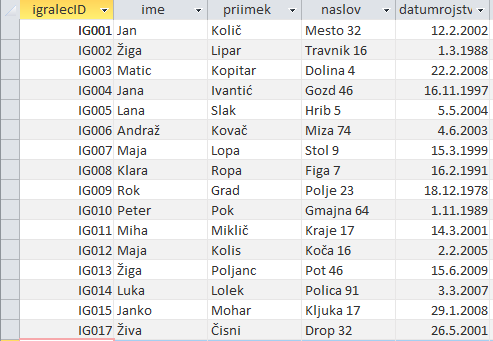 igralecID ime priimek naslov datumrojstv
IG001 Jan Količ Mesto 32 12.2.2002
IG002 Žiga Lipar Travnik 16 1.3.1988
IG003 Matic Kopitar Dolina 4 22.2.2008
IG004 Jana Ivantić Gozd 46 16.11.1997
IG005 Lana Slak Hrib 5 5.5.2004
IG006 Andraž Kovač Miza 74 4.6.2003
IG007 Maja Lopa Stol 9 15.3.1999
IG008 Klara Ropa Figa 7 16.2.1991
IG009 Rok Grad Polje 23 18.12.1978
IG010 Peter Pok Gmajna 64 1.11.1989
IG011 Miha Miklič Kraje 17 14.3.2001
IG012 Maja Kolis Koča 16 2.2.2005
IG013 Žiga Poljanc Pot 46 15.6.2009
IG014 Luka Lolek Polica 91 3.3.2007
IG015 Janko Mohar Kljuka 17 29.1.2008
IG017 Živa Čisni Drop 32 26.5.2001